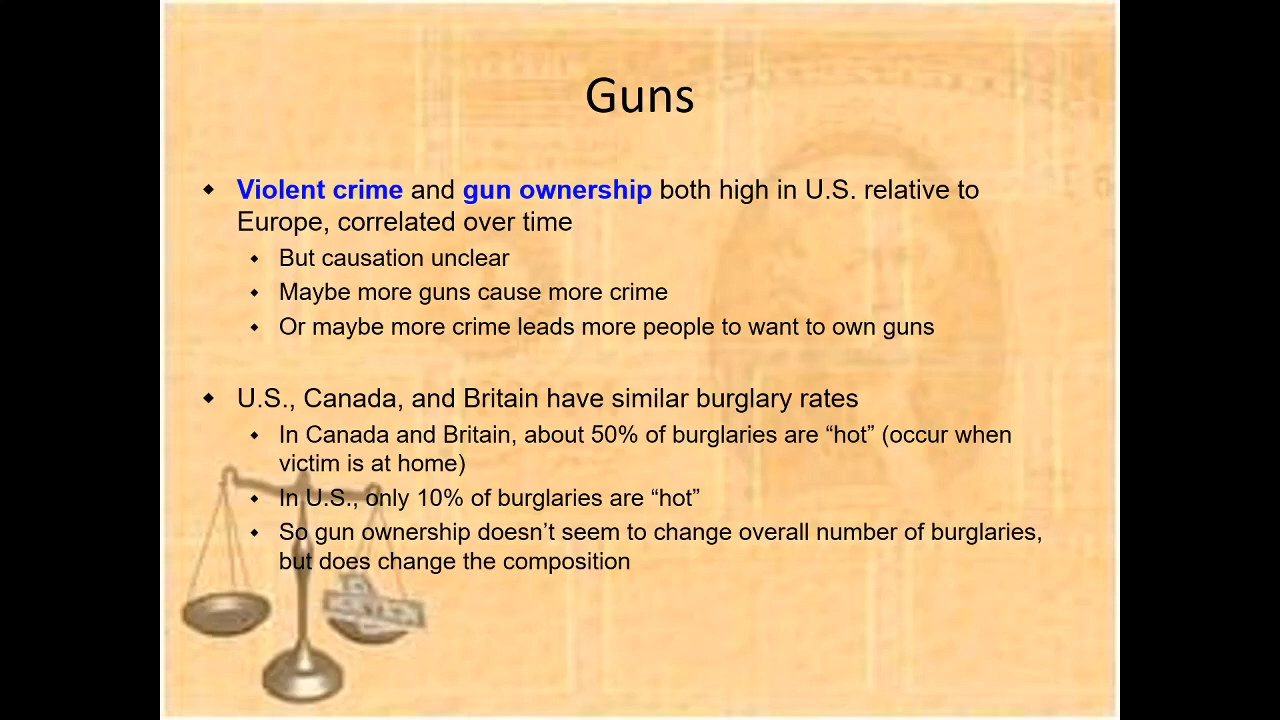 Guns
Violent crime and gun ownership both high in U.S. relative to
Europe, correlated over time
But causation unclear
Maybe more guns cause more crime
Or maybe more crime leads more people to want to own guns
U.S., Canada, and Britain have similar burglary rates
In Canada and Britain, about 50% of burglaries are “hot” (occur when
victim is at home)
In U.S., only 10% of burglaries are “hot”
So gun ownership doesn’t seem to change overall number of burglaries,
but does change the composition